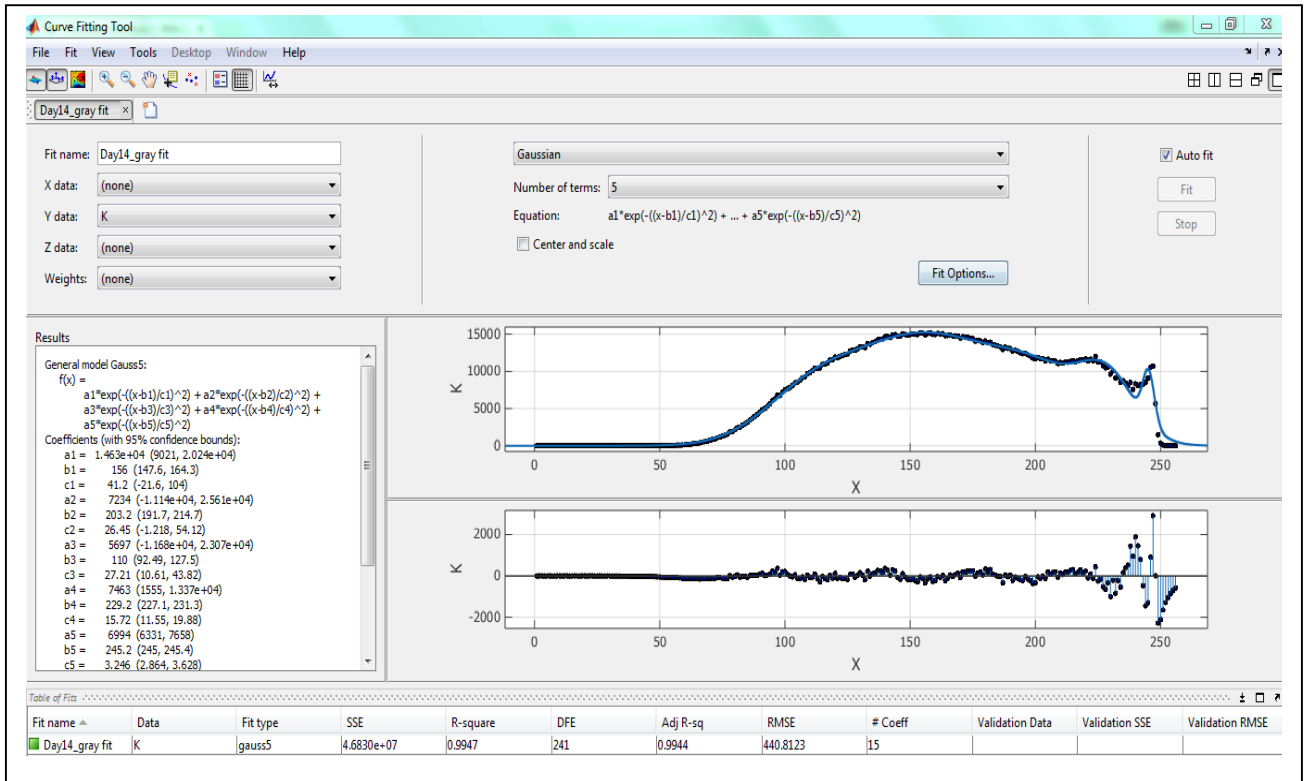 Curve Fitting Tool
File Fit View Tools Desktop Window Help
Day14_gray fit
Fit name: Day14_gray fit
X data: (none)
Y data: K
Z data: (none)
Weights: (none)
Gaussian
Number of terms: 5
Equation: a1*exp(-((x-b1)/c1)^2) + ... + a5*exp(-((x-b5)/c5)^2)
Center and scale
Fit Options...
Auto fit
Fit
Stop
Results
General model Gauss5:
f(x) =
a1*exp(-((x-b1)/c1)^2) + a2*exp(-((x-b2)/c2)^2) +
a3*exp(-((x-b3)/c3)^2) + a4*exp(-((x-b4)/c4)^2) +
a5*exp(-((x-b5)/c5)^2)
Coefficients (with 95% confidence bounds):
a1 = 1.463e+04 (9021, 2.024e+04)
b1 = 156 (147.6, 164.3)
c1 = 41.2 (-21.6, 104)
a2 = 7234 (-1.114e+04, 2.561e+04)
b2 = 203.2 (191.7, 214.7)
c2 = 26.45 (-1.218, 54.12)
a3 = 5697 (-1.168e+04, 2.307e+04)
b3 = 110 (92.49, 127.5)
c3 = 27.21 (10.61, 43.82)
a4 = 7463 (1555, 1.337e+04)
b4 = 229.2 (227.1, 231.3)
c4 = 15.72 (11.55, 19.88)
a5 = 6994 (6331, 7658)
b5 = 245.2 (245, 245.4)
c5 = 3.246 (2.864, 3.628)
15000
10000
5000
0
K
0 50 100 150 200 250
X
2000
0
-2000
K
0 50 100 150 200 250
X
Table of Fits
Fit name Data Fit type SSE R-square DFE Adj R-sq RMSE # Coeff Validation Data Validation SSE Validation RMSE
Day14_gray fit K gauss5 4.6830e+07 0.9947 241 0.9944 440.8123 15